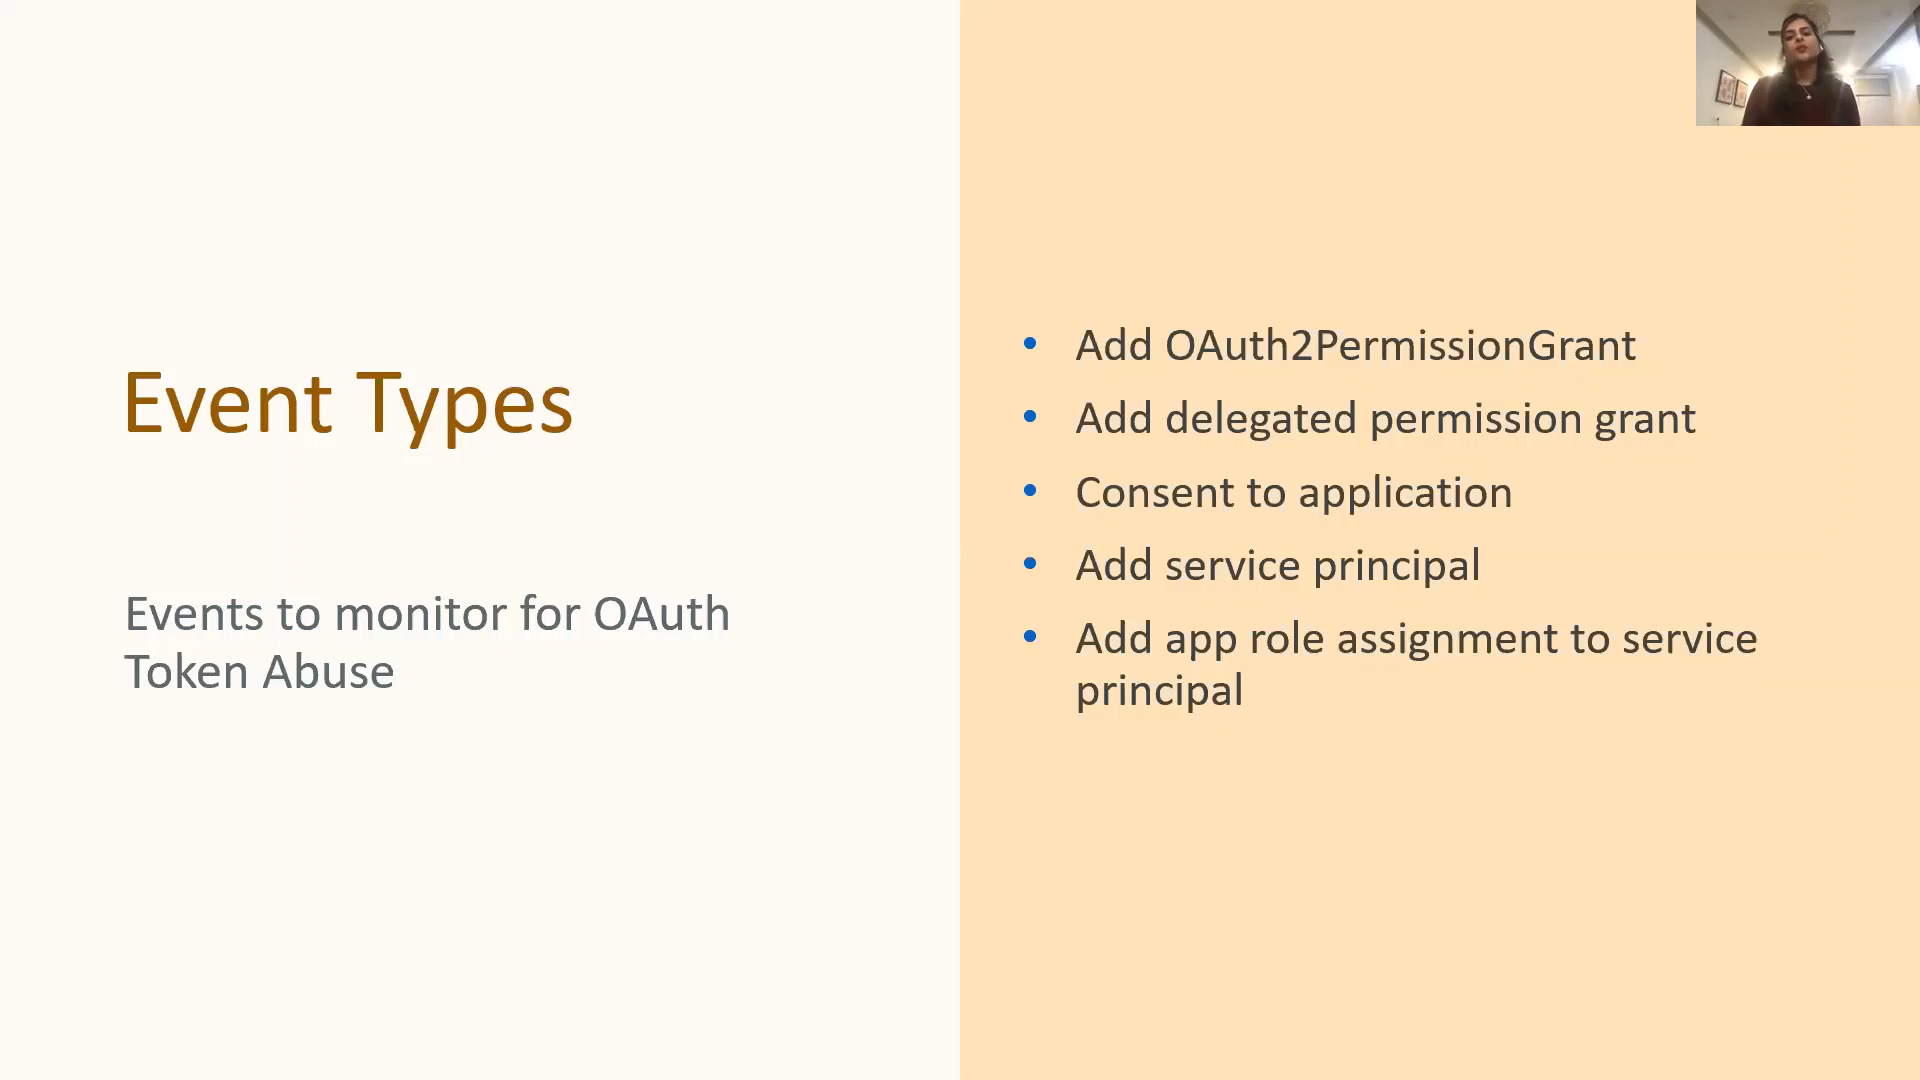 Event Types
Events to monitor for OAuth
Token Abuse
• Add OAuth2PermissionGrant
• Add delegated permission grant
• Consent to application
• Add service principal
• Add app role assignment to service
principal